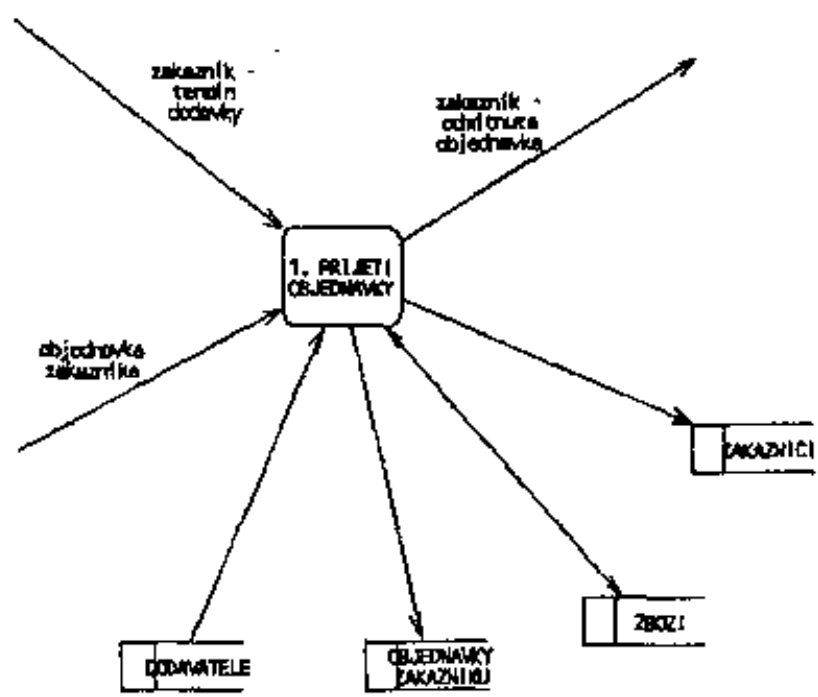 zakaznik -
termin
dodavky
zakaznik -
odmitnuta
objednavka
1. PRIJETI
OBJEDNAVKY
objednavka
zakaznika
ZAKAZNICI
ZBOZI
DODAVATELE
OBJEDNAVKY
ZAKAZNIKU